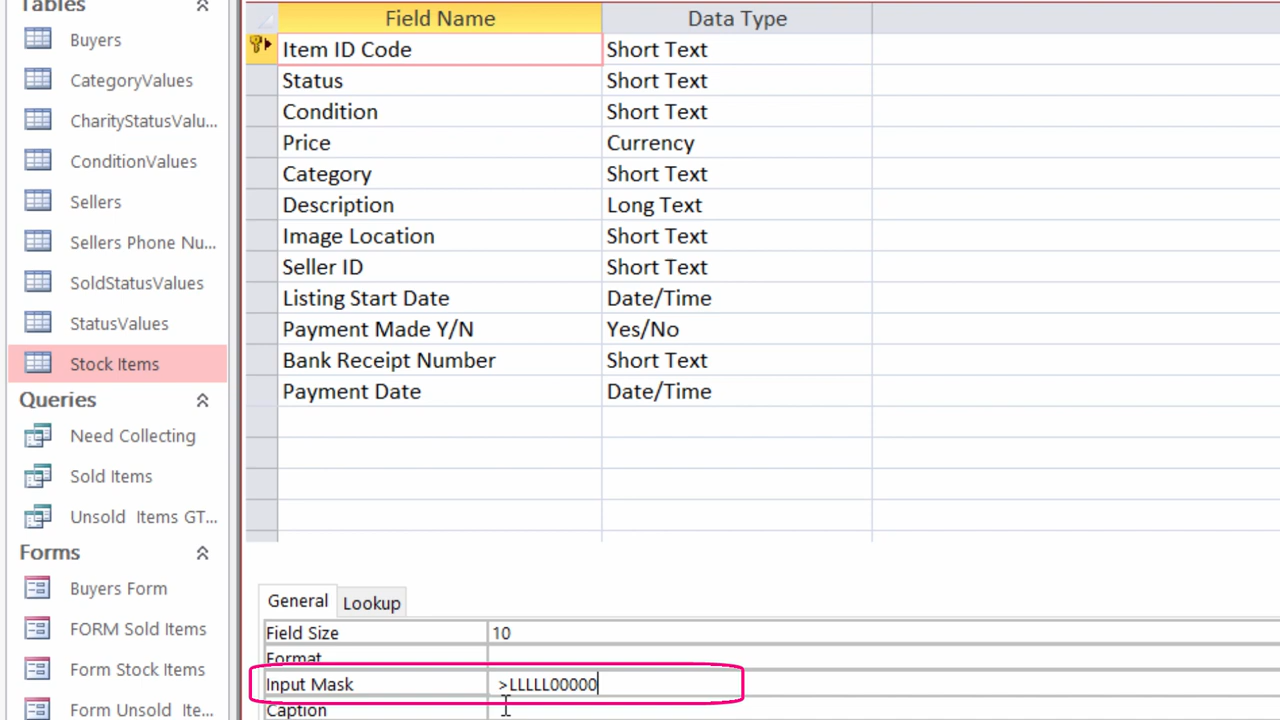 Tables
Buyers
CategoryValues
CharityStatusValu...
ConditionValues
Sellers
Sellers Phone Nu...
SoldStatusValues
StatusValues
Stock Items
Queries
Need Collecting
Sold Items
Unsold Items GT...
Forms
Buyers Form
FORM Sold Items
Form Stock Items
Form Unsold Ite...
Field Name Data Type
Item ID Code Short Text
Status Short Text
Condition Short Text
Price Currency
Category Short Text
Description Long Text
Image Location Short Text
Seller ID Short Text
Listing Start Date Date/Time
Payment Made Y/N Yes/No
Bank Receipt Number Short Text
Payment Date Date/Time
General Lookup
Field Size 10
Format
Input Mask >LLLLL00000
Caption